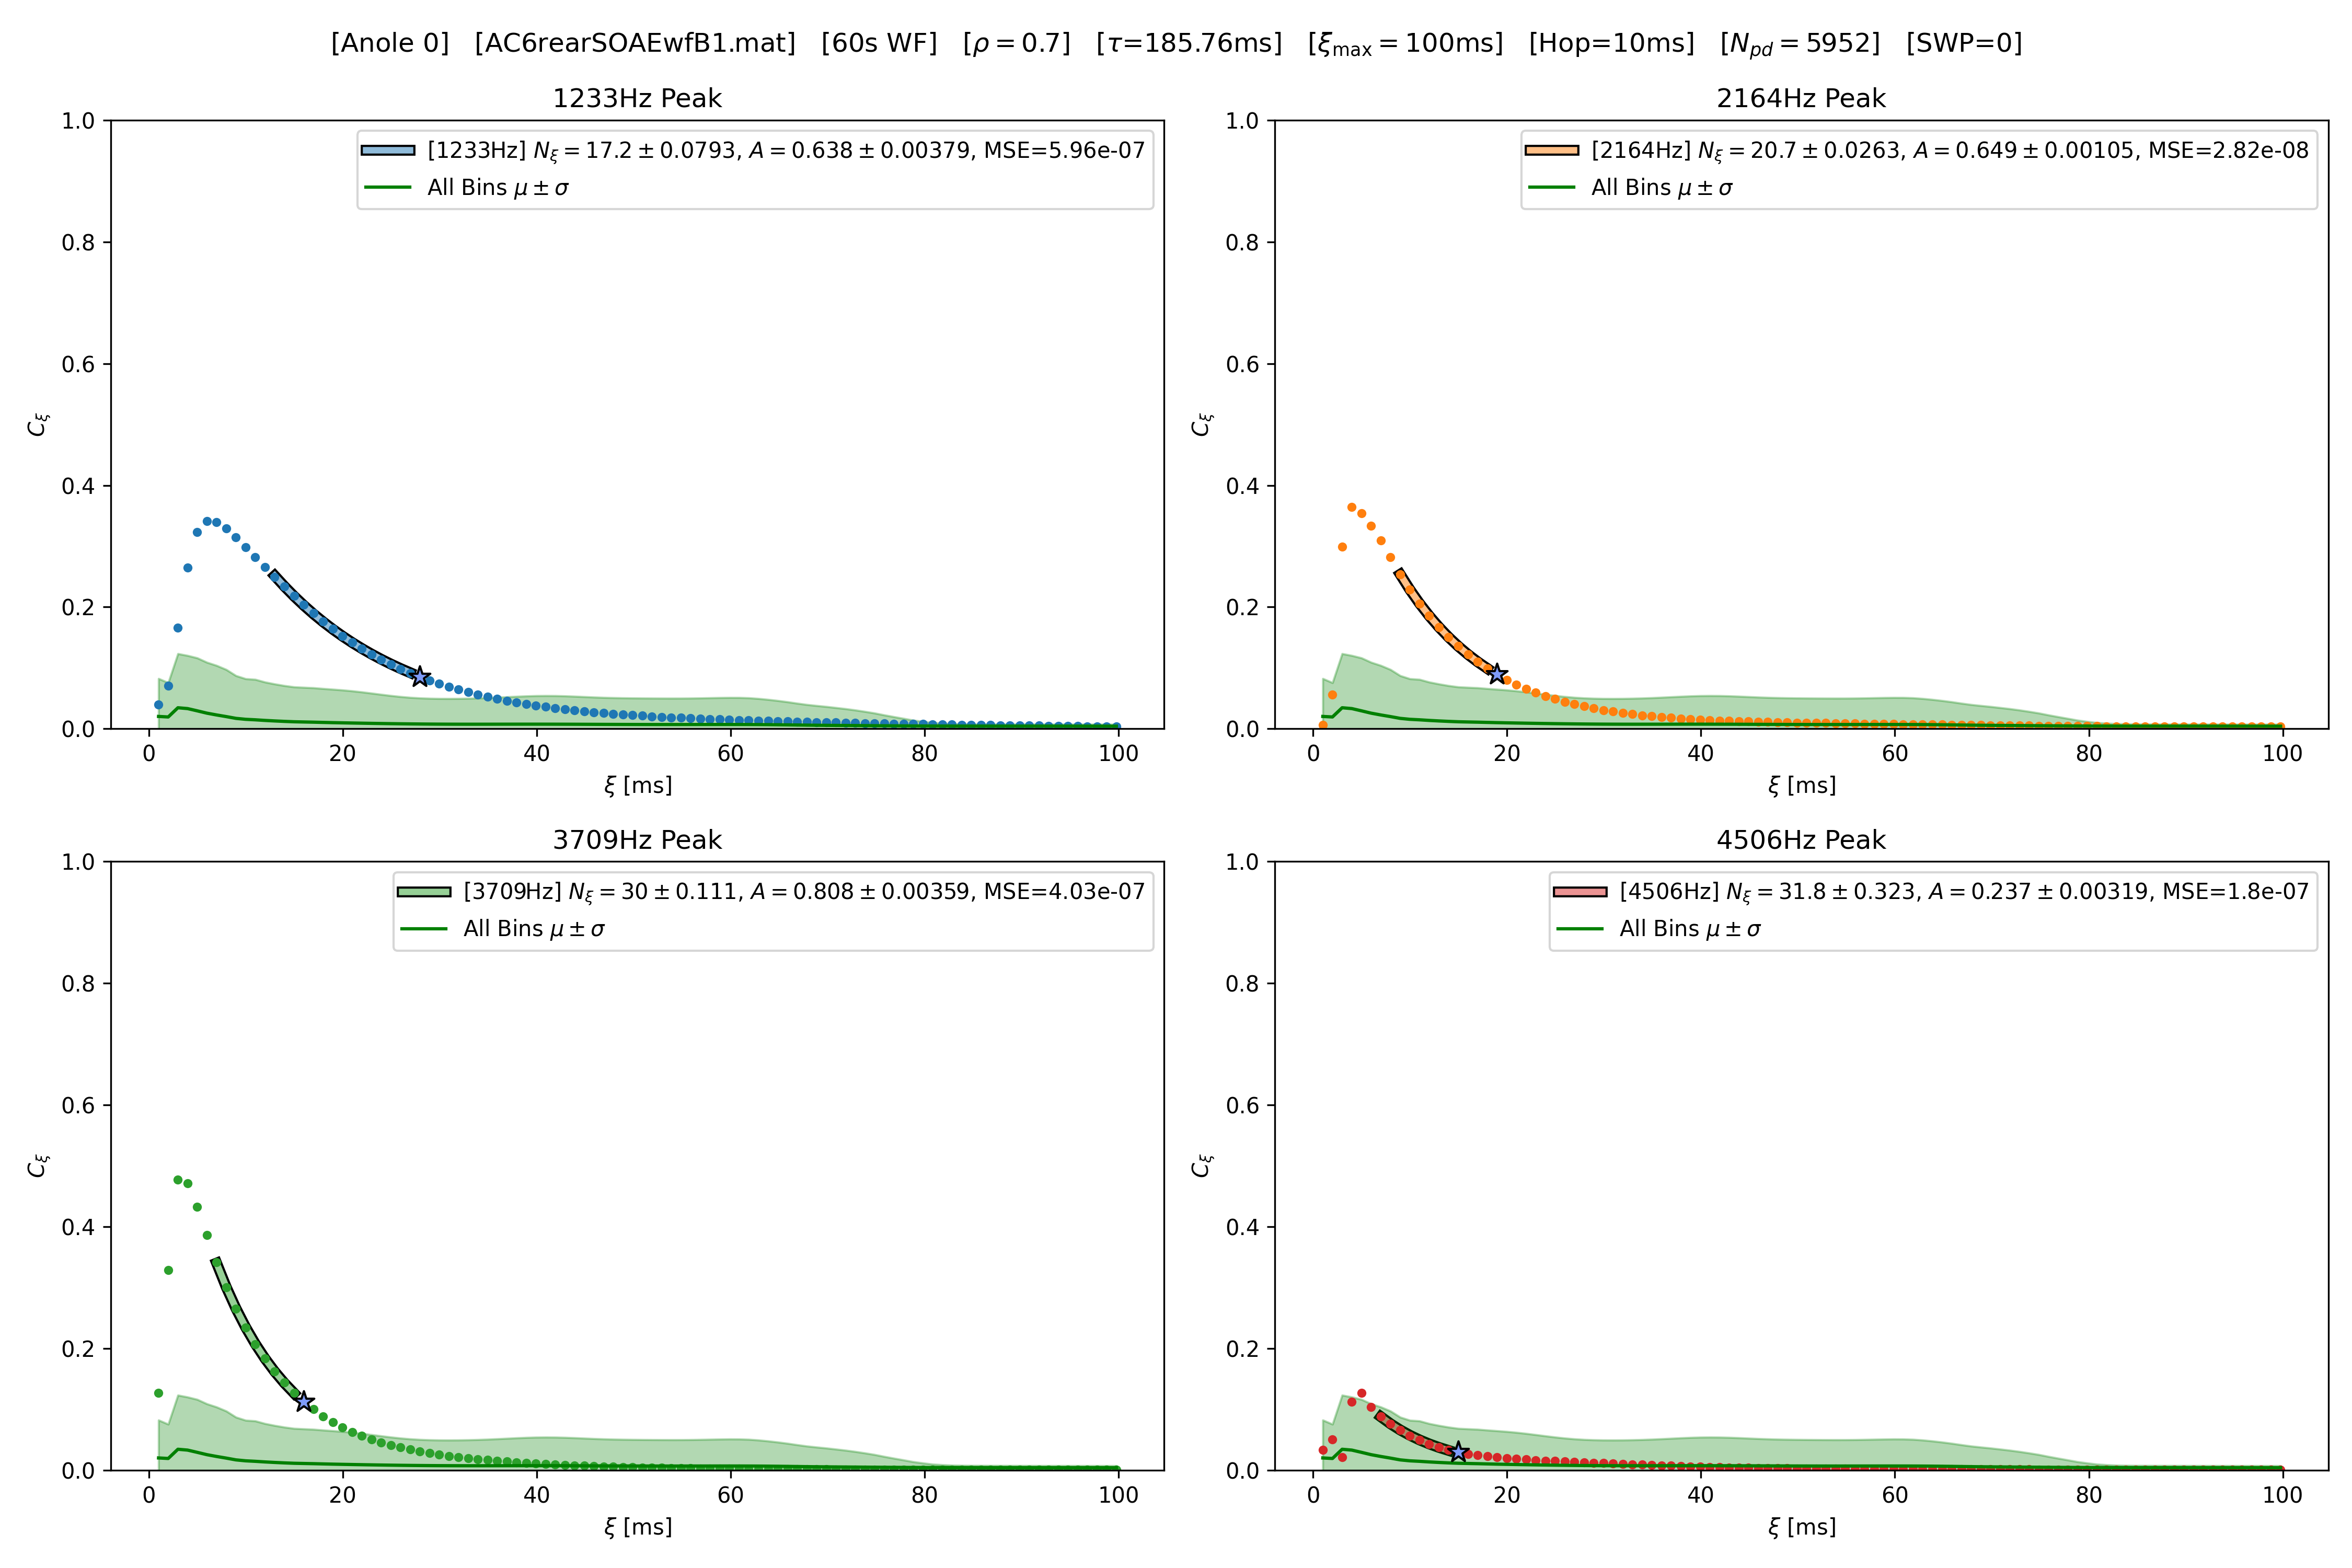 [Anole 0] [AC6rearSOAEwfB1.mat] [60s WF] [ρ = 0.7] [τ=185.76ms] [ξmax = 100ms] [Hop=10ms] [Npd = 5952] [SWP=0]
1233Hz Peak
1.0
0.8
0.6
0.4
0.2
0.0
Cξ
[1233Hz] Nξ = 17.2 ± 0.0793, A = 0.638 ± 0.00379, MSE=5.96e-07
All Bins μ ± σ
0 20 40 60 80 100
ξ [ms]
2164Hz Peak
1.0
0.8
0.6
0.4
0.2
0.0
Cξ
[2164Hz] Nξ = 20.7 ± 0.0263, A = 0.649 ± 0.00105, MSE=2.82e-08
All Bins μ ± σ
0 20 40 60 80 100
ξ [ms]
3709Hz Peak
1.0
0.8
0.6
0.4
0.2
0.0
Cξ
[3709Hz] Nξ = 30 ± 0.111, A = 0.808 ± 0.00359, MSE=4.03e-07
All Bins μ ± σ
0 20 40 60 80 100
ξ [ms]
4506Hz Peak
1.0
0.8
0.6
0.4
0.2
0.0
Cξ
[4506Hz] Nξ = 31.8 ± 0.323, A = 0.237 ± 0.00319, MSE=1.8e-07
All Bins μ ± σ
0 20 40 60 80 100
ξ [ms]